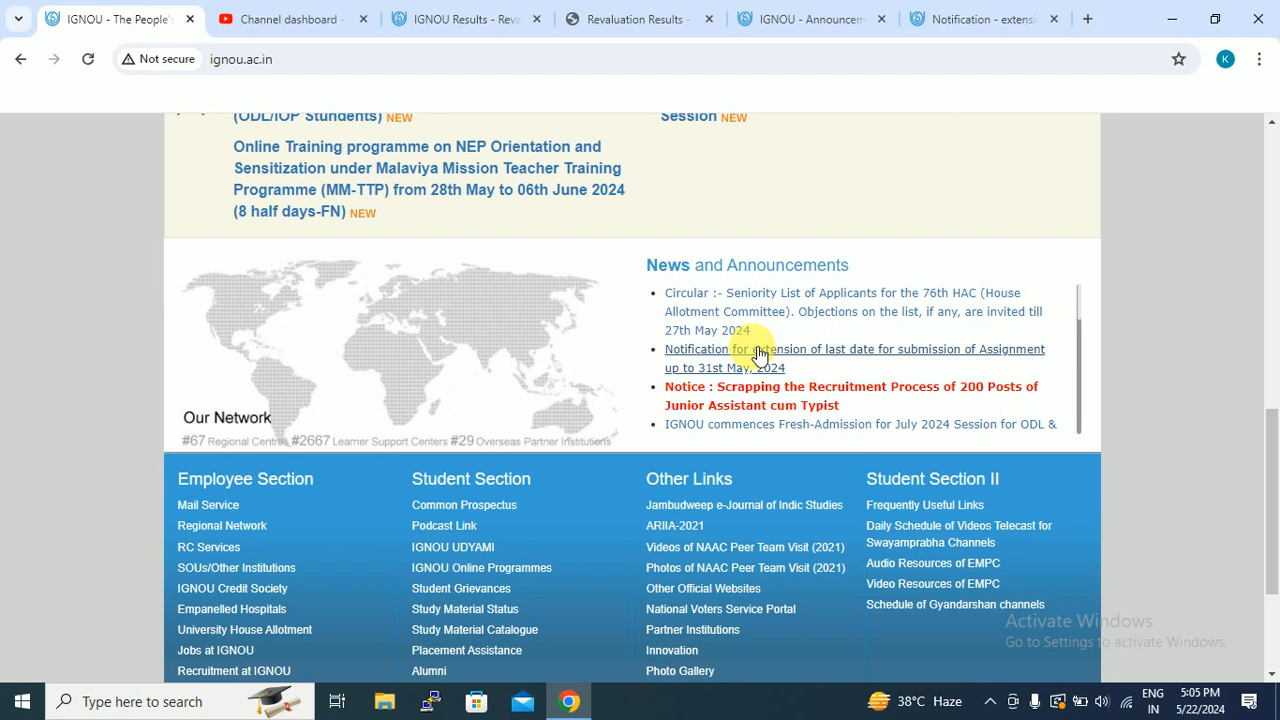 IGNOU - The People's
Channel dashboard -
IGNOU Results - Reva
Revaluation Results -
IGNOU - Announcem
Notification - extensi
Not secure
ignou.ac.in
K
(ODL/IOP Stundents) NEW
Session NEW
Online Training programme on NEP Orientation and
Sensitization under Malaviya Mission Teacher Training
Programme (MM-TTP) from 28th May to 06th June 2024
(8 half days-FN) NEW
News and Announcements
Circular :- Seniority List of Applicants for the 76th HAC (House
Allotment Committee). Objections on the list, if any, are invited till
27th May 2024
Notification for extension of last date for submission of Assignment
up to 31st May, 2024
Notice : Scrapping the Recruitment Process of 200 Posts of
Junior Assistant cum Typist
IGNOU commences Fresh-Admission for July 2024 Session for ODL &
Our Network
#67 Regional Centres #2667 Learner Support Centers #29 Overseas Partner Institutions
Employee Section
Mail Service
Regional Network
RC Services
SOUs/Other Institutions
IGNOU Credit Society
Empanelled Hospitals
University House Allotment
Jobs at IGNOU
Recruitment at IGNOU
Student Section
Common Prospectus
Podcast Link
IGNOU UDYAMI
IGNOU Online Programmes
Student Grievances
Study Material Status
Study Material Catalogue
Placement Assistance
Alumni
Other Links
Jambudweep e-Journal of Indic Studies
ARIIA-2021
Videos of NAAC Peer Team Visit (2021)
Photos of NAAC Peer Team Visit (2021)
Other Official Websites
National Voters Service Portal
Partner Institutions
Innovation
Photo Gallery
Student Section II
Frequently Useful Links
Daily Schedule of Videos Telecast for
Swayamprabha Channels
Audio Resources of EMPC
Video Resources of EMPC
Schedule of Gyandarshan channels
Activate Windows
Go to Settings to activate Windows.
Type here to search
38°C Haze
ENG
IN
5:05 PM
5/22/2024